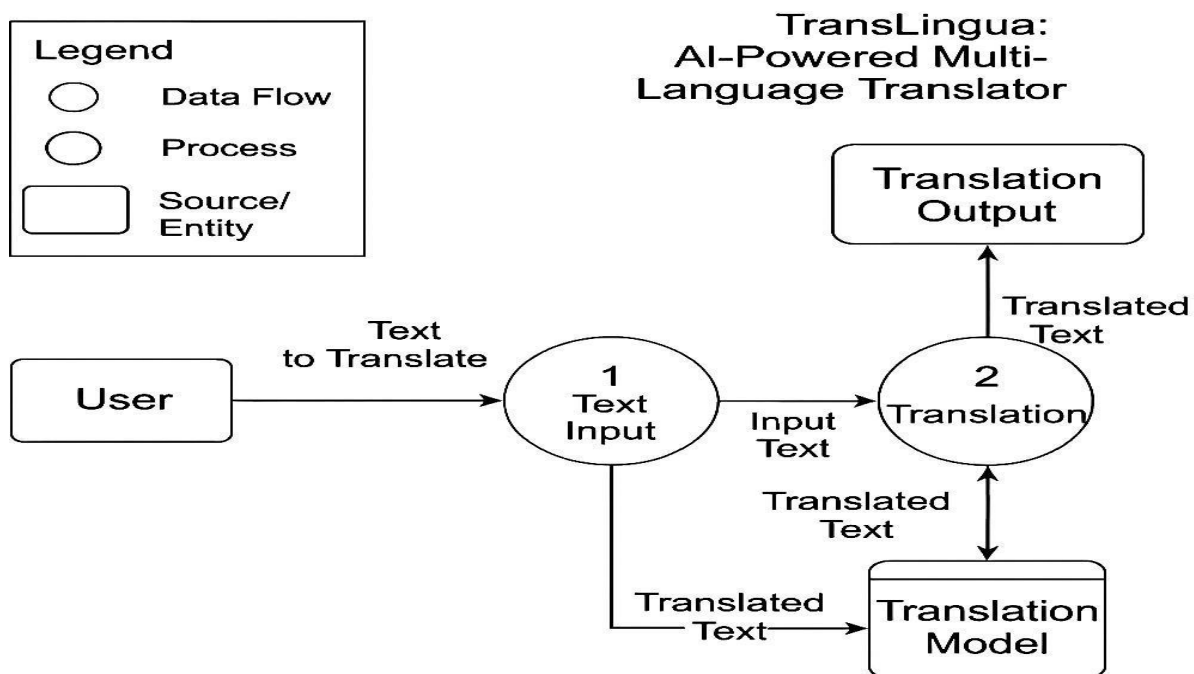 TransLingua:
AI-Powered Multi-
Language Translator
Legend
Data Flow
Process
Source/
Entity
Translation
Output
Translated
Text
Text
to Translate
User
1
Text
Input
Input
Text
2
Translation
Translated
Text
Translated
Text
Translation
Model